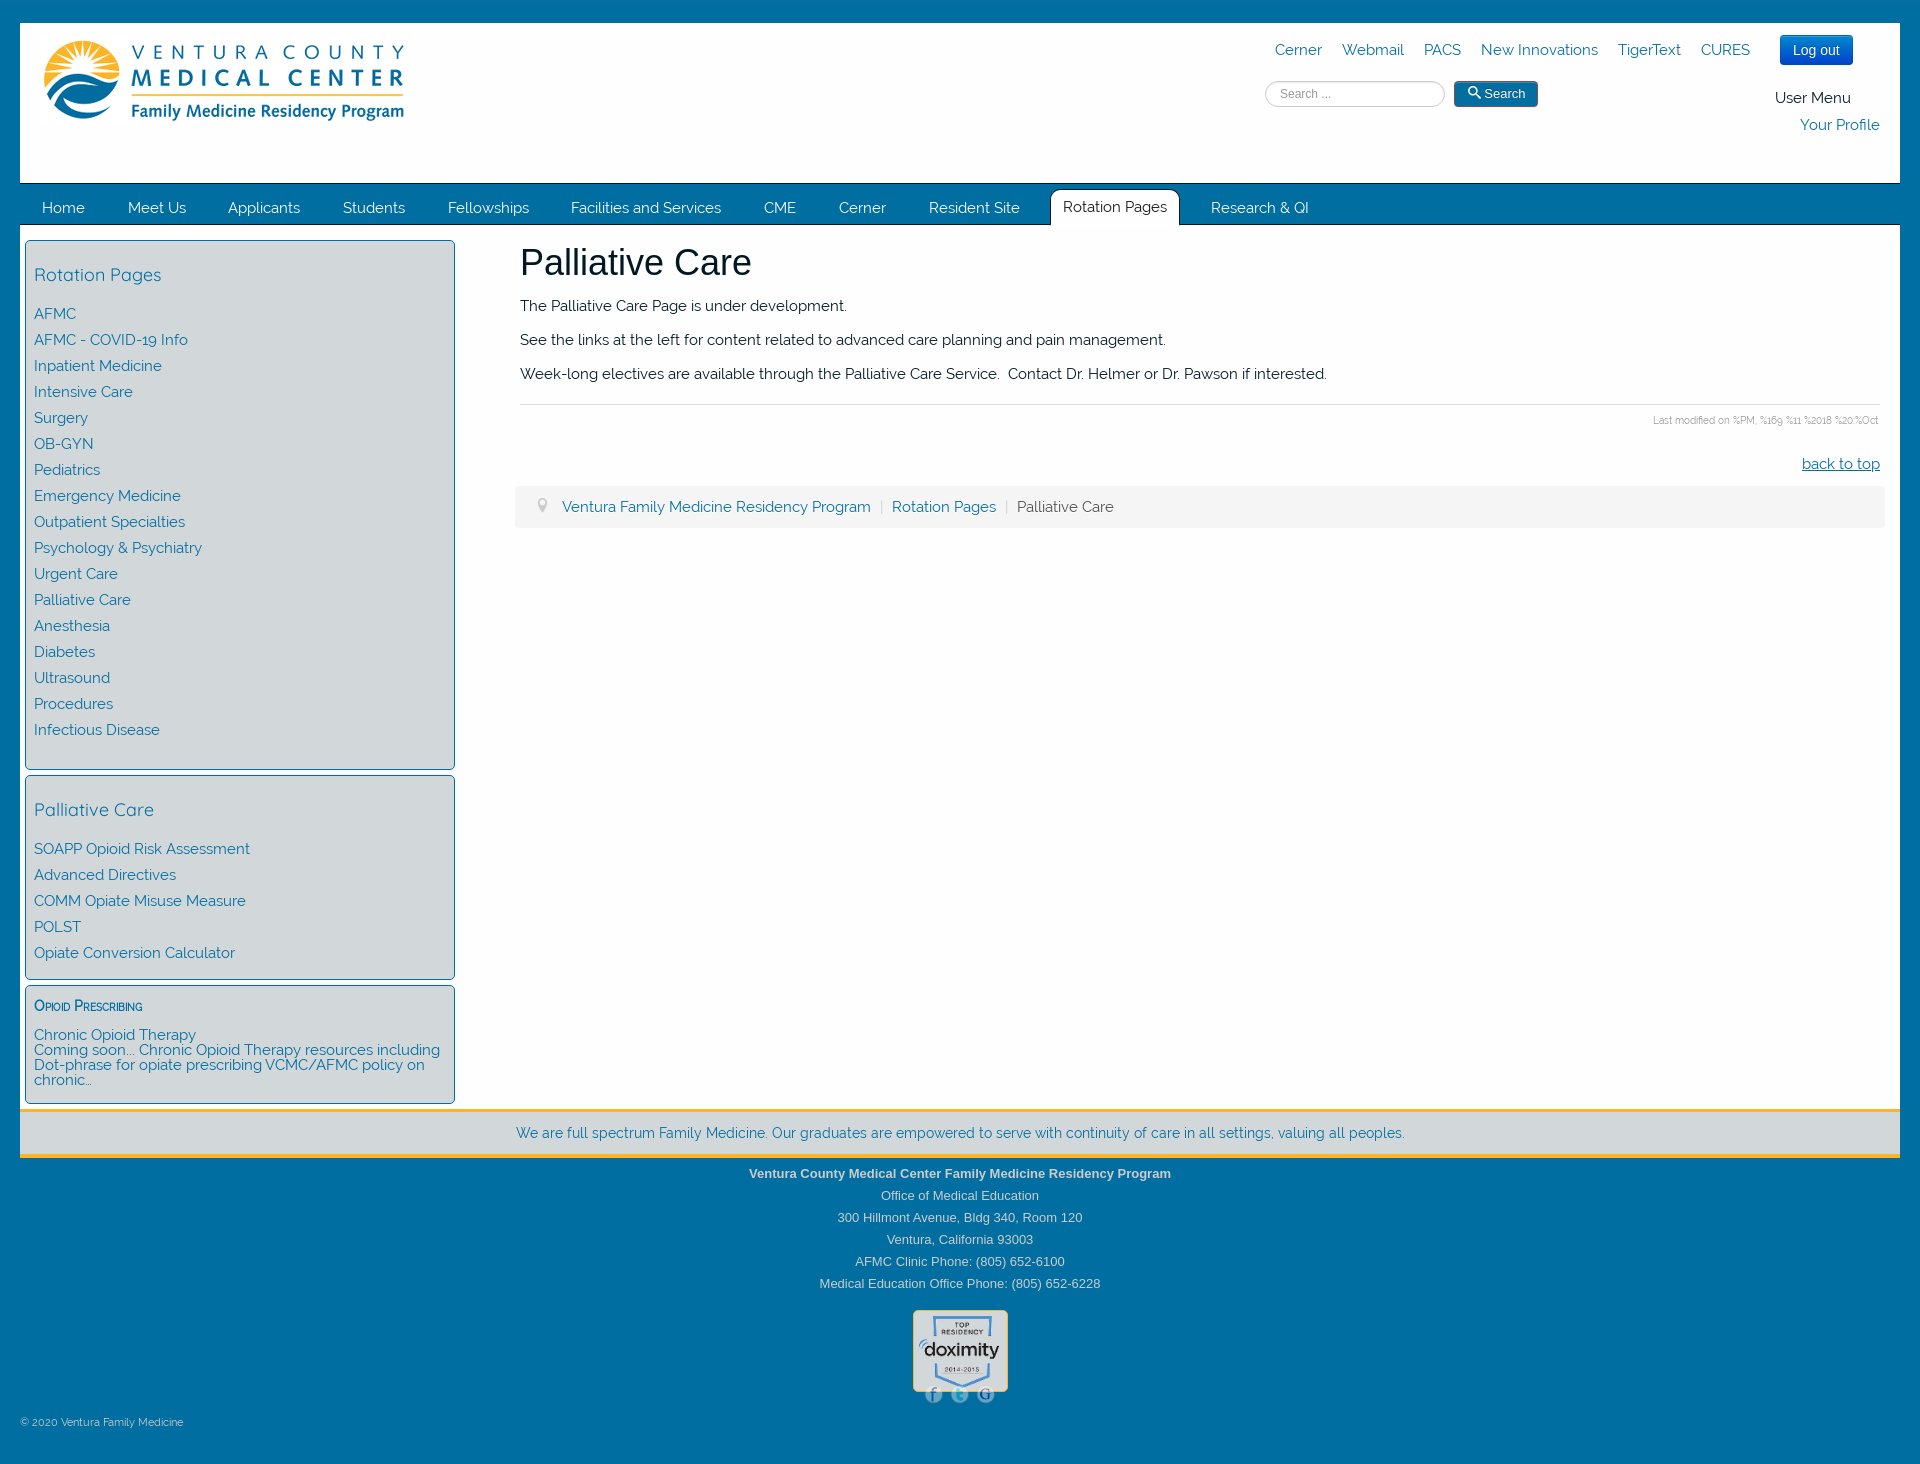 VENTURA COUNTY
MEDICAL CENTER
Family Medicine Residency Program
Cerner Webmail PACS New Innovations TigerText CURES Log out
Search ... Search
User Menu
Your Profile
Home Meet Us Applicants Students Fellowships Facilities and Services CME Cerner Resident Site Rotation Pages Research & QI
Rotation Pages
AFMC
AFMC - COVID-19 Info
Inpatient Medicine
Intensive Care
Surgery
OB-GYN
Pediatrics
Emergency Medicine
Outpatient Specialties
Psychology & Psychiatry
Urgent Care
Palliative Care
Anesthesia
Diabetes
Ultrasound
Procedures
Infectious Disease
Palliative Care
SOAPP Opioid Risk Assessment
Advanced Directives
COMM Opiate Misuse Measure
POLST
Opiate Conversion Calculator
Opioid Prescribing
Chronic Opioid Therapy
Coming soon... Chronic Opioid Therapy resources including
Dot-phrase for opiate prescribing VCMC/AFMC policy on
chronic...
Palliative Care
The Palliative Care Page is under development.
See the links at the left for content related to advanced care planning and pain management.
Week-long electives are available through the Palliative Care Service.  Contact Dr. Helmer or Dr. Pawson if interested.
Last modified on %PM, %169 %11 %2018 %20:%Oct
back to top
Ventura Family Medicine Residency Program | Rotation Pages | Palliative Care
We are full spectrum Family Medicine. Our graduates are empowered to serve with continuity of care in all settings, valuing all peoples.
Ventura County Medical Center Family Medicine Residency Program
Office of Medical Education
300 Hillmont Avenue, Bldg 340, Room 120
Ventura, California 93003
AFMC Clinic Phone: (805) 652-6100
Medical Education Office Phone: (805) 652-6228
TOP
RESIDENCY
doximity
2014-2015
f t G
© 2020 Ventura Family Medicine